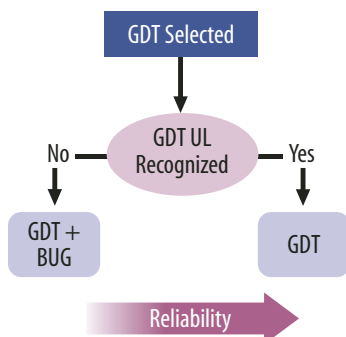 GDT Selected
GDT UL
Recognized
No
Yes
GDT +
BUG
GDT
Reliability